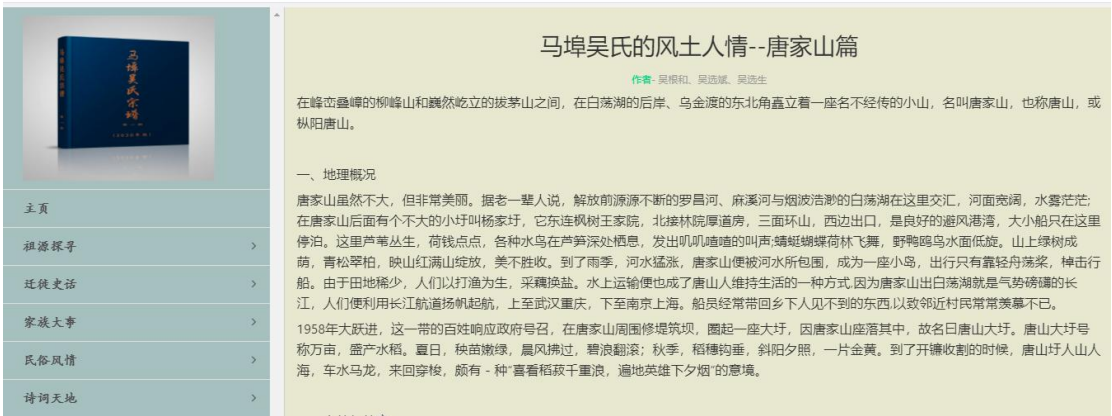 马埠吴氏宗谱
主页
祖源探寻
迁徙史话
家族大事
民俗风情
诗词天地
马埠吴氏的风土人情--唐家山篇
作者- 吴根和、吴选斌、吴选生
在峰峦叠嶂的柳峰山和巍然屹立的拔茅山之间，在白荡湖的后岸、乌金渡的东北角矗立着一座名不经传的小山，名叫唐家山，也称唐山，或
枞阳唐山。
一、地理概况
唐家山虽然不大，但非常美丽。据老一辈人说，解放前源源不断的罗昌河、麻溪河与烟波浩渺的白荡湖在这里交汇，河面宽阔，水雾茫茫;
在唐家山后面有个不大的小圩叫杨家圩，它东连枫树王家院，北接林院厚道房，三面环山，西边出口，是良好的避风港湾，大小船只在这里
停泊。这里芦苇丛生，荷钱点点，各种水鸟在芦笋深处栖息，发出叽叽喳喳的叫声;蜻蜓蝴蝶荷林飞舞，野鸭鸥鸟水面低旋。山上绿树成
荫，青松翠柏，映山红满山绽放，美不胜收。到了雨季，河水猛涨，唐家山便被河水所包围，成为一座小岛，出行只有靠轻舟荡桨，棹击行
船。由于田地稀少，人们以打渔为生，采藕换盐。水上运输便也成了唐山人维持生活的一种方式.因为唐家山出白荡湖就是气势磅礴的长
江，人们便利用长江航道扬帆起航，上至武汉重庆，下至南京上海。船员经常带回乡下人见不到的东西,以致邻近村民常常羡慕不已。
1958年大跃进，这一带的百姓响应政府号召，在唐家山周围修堤筑坝，圈起一座大圩，因唐家山座落其中，故名曰唐山大圩。唐山大圩号
称万亩，盛产水稻。夏日，秧苗嫩绿，晨风拂过，碧浪翻滚；秋季，稻穗钩垂，斜阳夕照，一片金黄。到了开镰收割的时候，唐山圩人山人
海，车水马龙，来回穿梭，颇有 - 种"喜看稻菽千重浪，遍地英雄下夕烟"的意境。